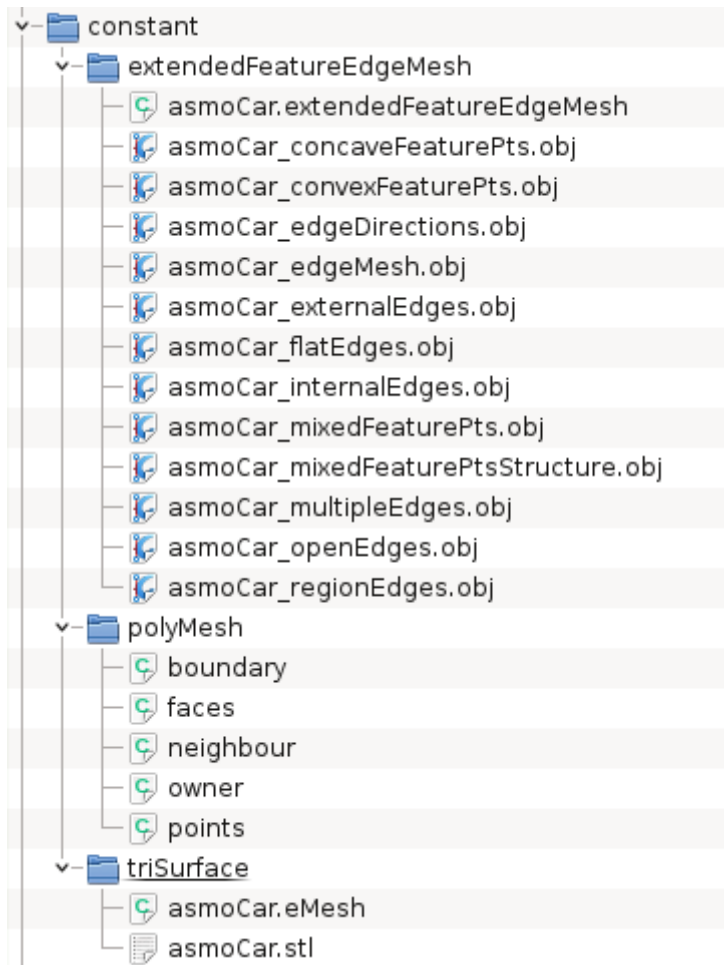 constant
extendedFeatureEdgeMesh
asmoCar.extendedFeatureEdgeMesh
asmoCar_concaveFeaturePts.obj
asmoCar_convexFeaturePts.obj
asmoCar_edgeDirections.obj
asmoCar_edgeMesh.obj
asmoCar_externalEdges.obj
asmoCar_flatEdges.obj
asmoCar_internalEdges.obj
asmoCar_mixedFeaturePts.obj
asmoCar_mixedFeaturePtsStructure.obj
asmoCar_multipleEdges.obj
asmoCar_openEdges.obj
asmoCar_regionEdges.obj
polyMesh
boundary
faces
neighbour
owner
points
triSurface
asmoCar.eMesh
asmoCar.stl